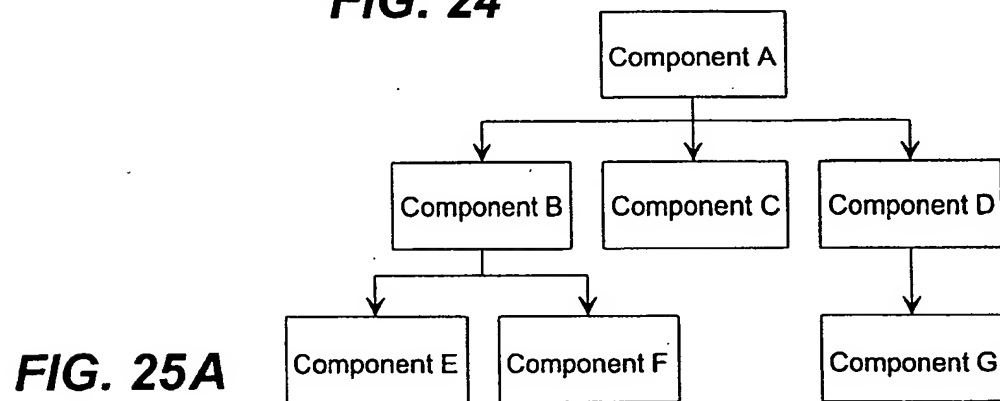 FIG. 24
Component A
Component B
Component C
Component D
Component E
Component F
Component G
FIG. 25A